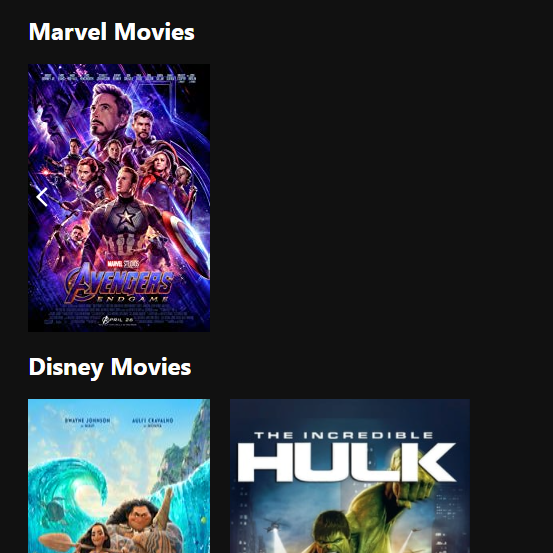 Marvel Movies
MARVEL STUDIOS
AVENGERS
ENDGAME
APRIL 26
Disney Movies
DWAYNE JOHNSON
AULI'I CRAVALHO
THE INCREDIBLE
HULK